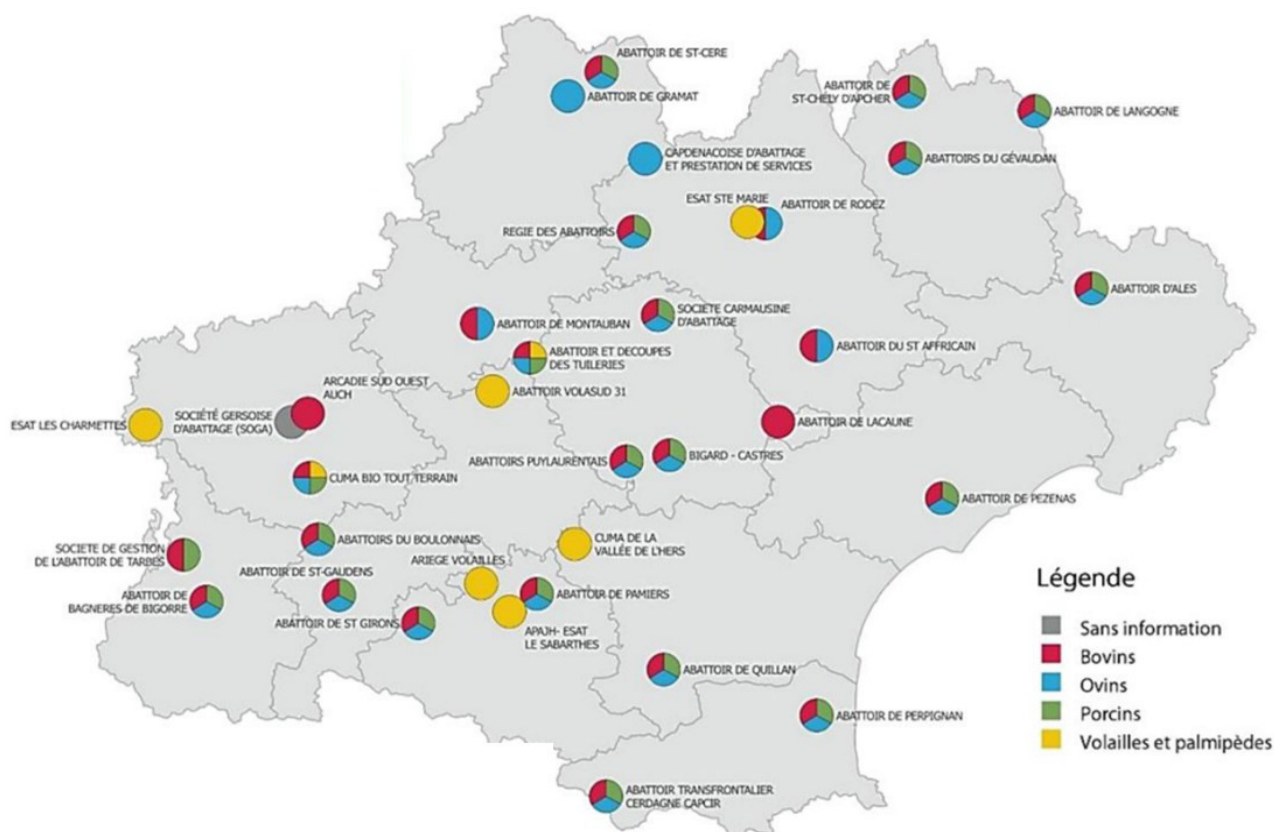 ABATTOIR DE ST-CERE
ABATTOIR DE GRAMAT
ABATTOIR DE
ST-CHELY D'APCHER
ABATTOIR DE LANGOGNE
CAPDENACOISE D'ABATTAGE
ET PRESTATION DE SERVICES
ABATTOIRS DU GÉVAUDAN
ESAT STE MARIE
ABATTOIR DE RODEZ
REGIE DES ABATTOIRS
ABATTOIR D'ALES
SOCIETE CARMAUSINE
D'ABATTAGE
ABATTOIR DE MONTAUBAN
ABATTOIR DU ST AFFRICAIN
ABATTOIR ET DECOUPES
DES TUILERIES
ARCADIE SUD OUEST
AUCH
ABATTOIR VOLASUD 31
ESAT LES CHARMETTES
SOCIÉTÉ GERSOISE
D'ABATTAGE (SOGA)
ABATTOIR DE LACAUNE
ABATTOIRS PUYLAURENTAIS
BIGARD - CASTRES
CUMA BIO TOUT TERRAIN
ABATTOIR DE PEZENAS
SOCIETE DE GESTION
DE L'ABATTOIR DE TARBES
ABATTOIRS DU BOULONNAIS
CUMA DE LA
VALLÉE DE L'HERS
ARIEGE VOLAILLES
ABATTOIR DE ST-GAUDENS
ABATTOIR DE
BAGNERES DE BIGORRE
ABATTOIR DE PAMIERS
ABATTOIR DE ST GIRONS
APAJH- ESAT
LE SABARTHES
ABATTOIR DE QUILLAN
ABATTOIR DE PERPIGNAN
ABATTOIR TRANSFRONTALIER
CERDAGNE CAPCIR
Légende
Sans information
Bovins
Ovins
Porcins
Volailles et palmipèdes